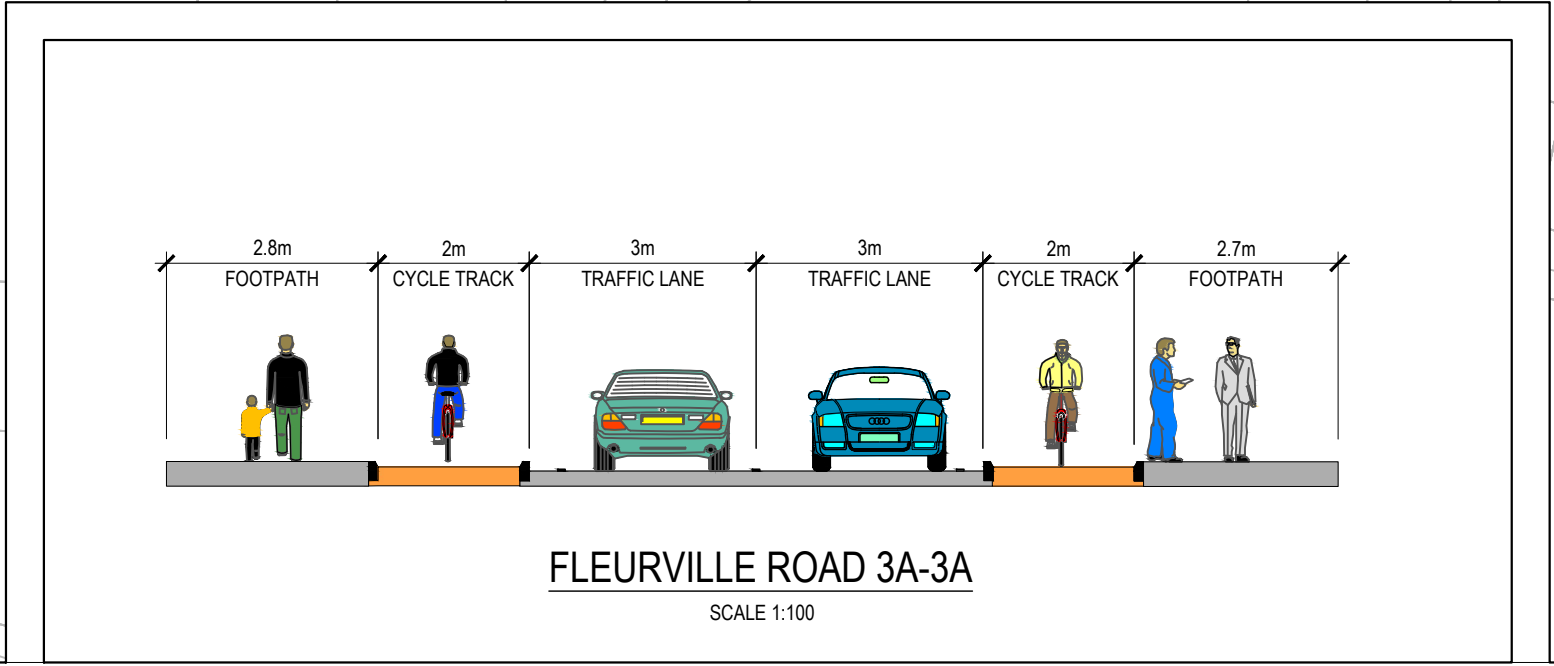 2.8m 2m 3m 3m 2m 2.7m
FOOTPATH CYCLE TRACK TRAFFIC LANE TRAFFIC LANE CYCLE TRACK FOOTPATH
FLEURVILLE ROAD 3A-3A
SCALE 1:100